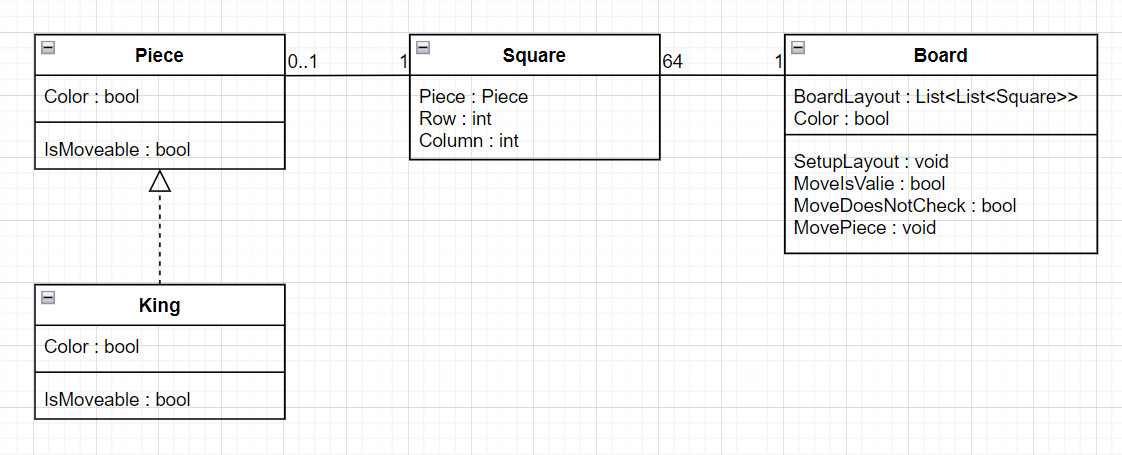 Piece
Color : bool
IsMoveable : bool
0..1
1
Square
Piece : Piece
Row : int
Column : int
64
1
Board
BoardLayout : List<List<Square>>
Color : bool
SetupLayout : void
MoveIsValie : bool
MoveDoesNotCheck : bool
MovePiece : void
King
Color : bool
IsMoveable : bool